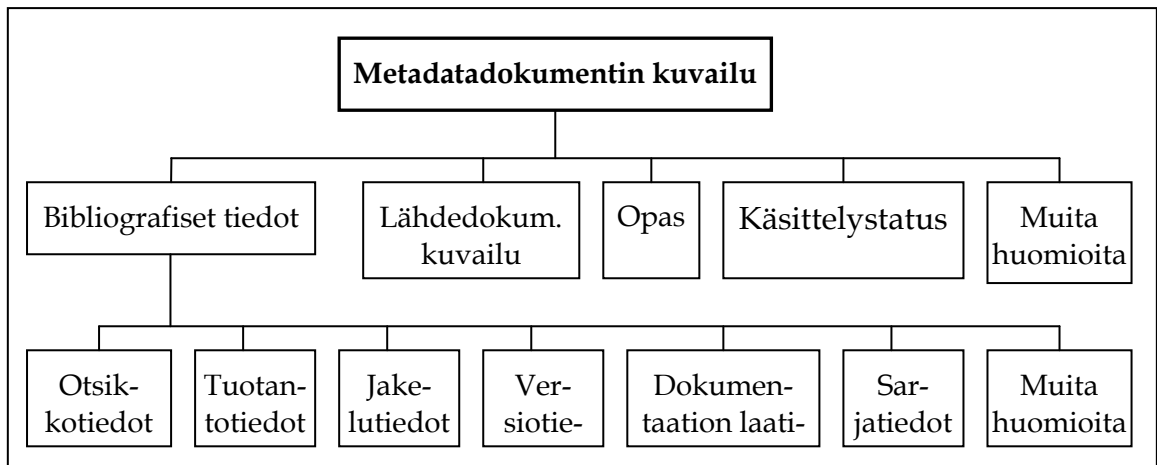 Metadatadokumentin kuvailu
Bibliografiset tiedot
Lähdedokum.
kuvailu
Opas
Käsittelystatus
Muita
huomioita
Otsik-
kotiedot
Tuotan-
totiedot
Jake-
lutiedot
Ver-
siotie-
Dokumen-
taation laati-
Sar-
jatiedot
Muita
huomioita